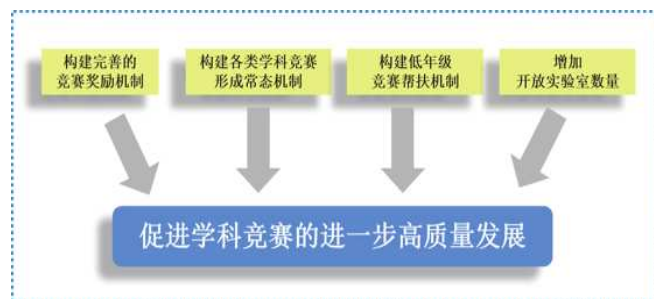 构建完善的
竞赛奖励机制
构建各类学科竞赛
形成常态机制
构建低年级
竞赛帮扶机制
增加
开放实验室数量
促进学科竞赛的进一步高质量发展